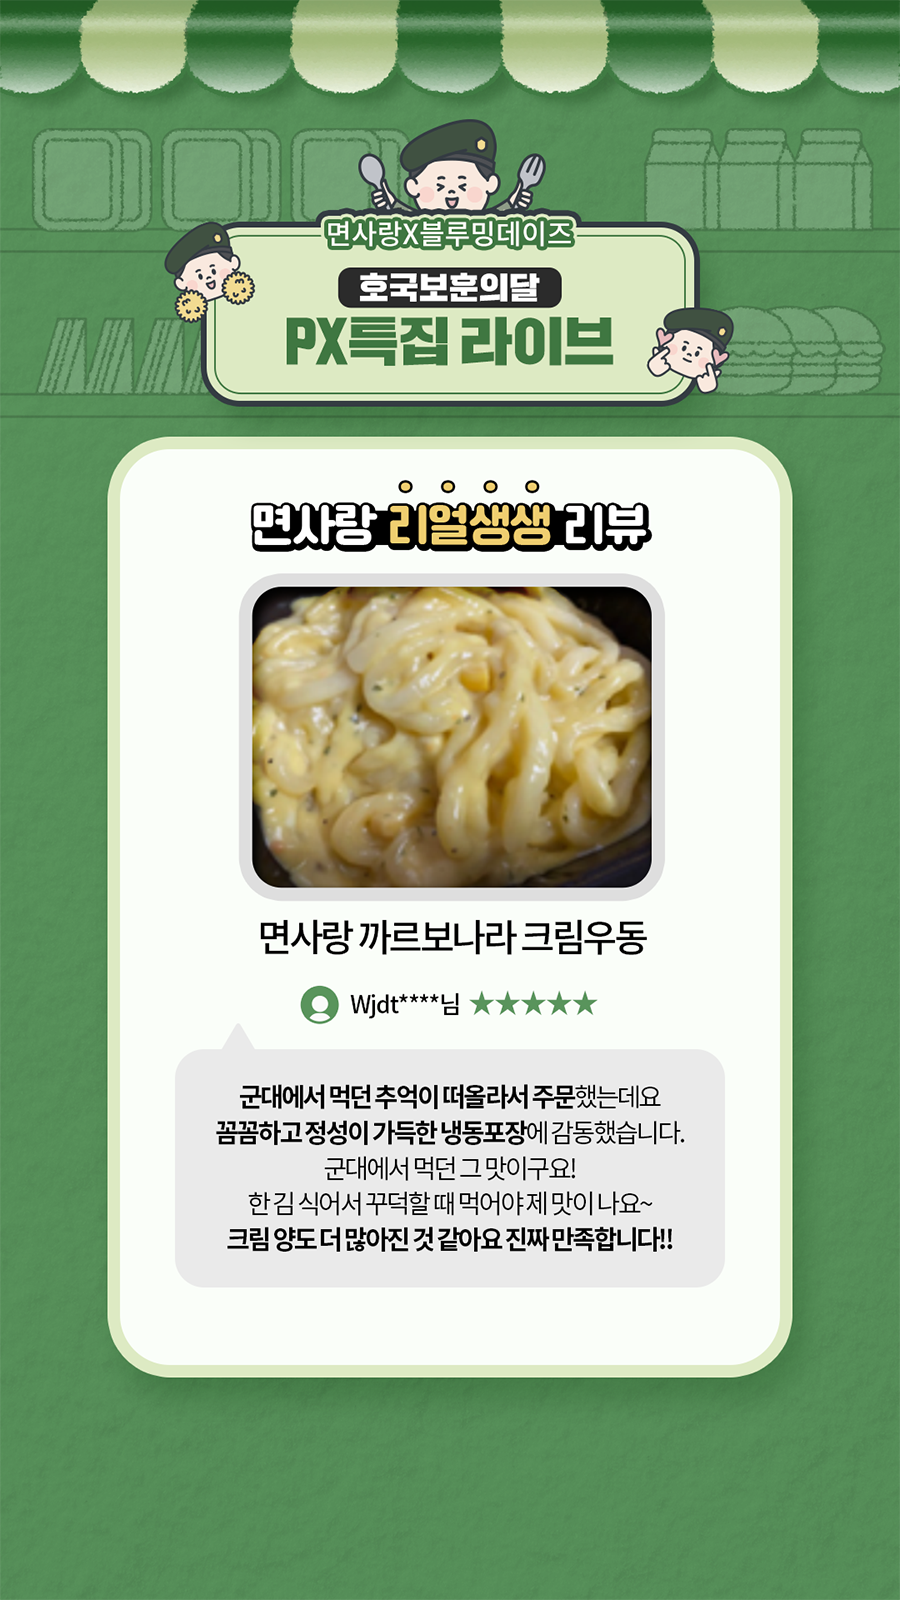 면사랑X블루밍데이즈
호국보훈의달
PX특집 라이브
면사랑 리얼생생 리뷰
면사랑 까르보나라 크림우동
Wjdt****님 ★★★★★
군대에서 먹던 추억이 떠올라서 주문했는데요
꼼꼼하고 정성이 가득한 냉동포장에 감동했습니다.
군대에서 먹던 그 맛이구요!
한 김 식어서 꾸덕할 때 먹어야 제 맛이 나요~
크림 양도 더 많아진 것 같아요 진짜 만족합니다!!